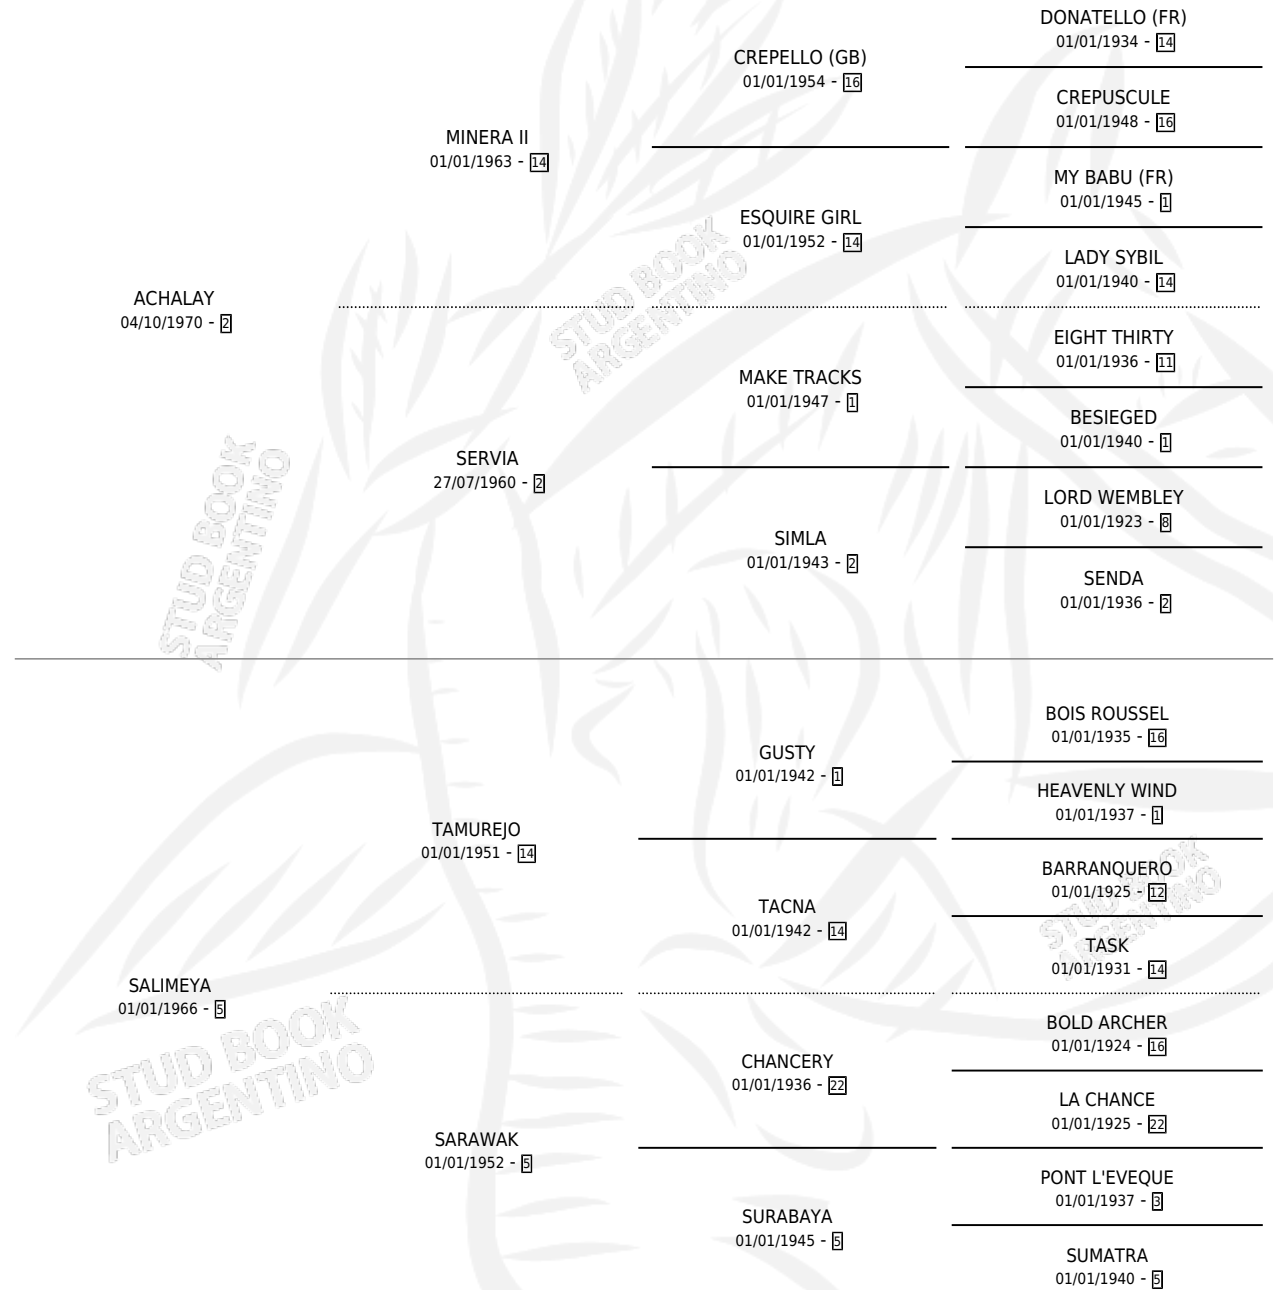 DONATELLO (FR)
01/01/1934 - 14
CREPELLO (GB)
01/01/1954 - 16
CREPUSCULE
01/01/1948 - 16
MINERA II
01/01/1963 - 14
MY BABU (FR)
01/01/1945 - 1
ESQUIRE GIRL
01/01/1952 - 14
LADY SYBIL
01/01/1940 - 14
ACHALAY
04/10/1970 - 2
EIGHT THIRTY
01/01/1936 - 11
MAKE TRACKS
01/01/1947 - 1
BESIEGED
01/01/1940 - 1
SERVIA
27/07/1960 - 2
LORD WEMBLEY
01/01/1923 - 8
SIMLA
01/01/1943 - 2
SENDA
01/01/1936 - 2
STUD BOOK
ARGENTINO
STUD BOOK
ARGENTINO
BOIS ROUSSEL
01/01/1935 - 16
GUSTY
01/01/1942 - 1
HEAVENLY WIND
01/01/1937 - 1
TAMUREJO
01/01/1951 - 14
BARRANQUERO
01/01/1925 - 12
TACNA
01/01/1942 - 14
TASK
01/01/1931 - 14
SALIMEYA
01/01/1966 - 5
BOLD ARCHER
01/01/1924 - 16
CHANCERY
01/01/1936 - 22
LA CHANCE
01/01/1925 - 22
SARAWAK
01/01/1952 - 5
PONT L'EVEQUE
01/01/1937 - 3
SURABAYA
01/01/1945 - 5
SUMATRA
01/01/1940 - 5
STUD BOOK
ARGENTINO
STUD BOOK
ARGENTINO